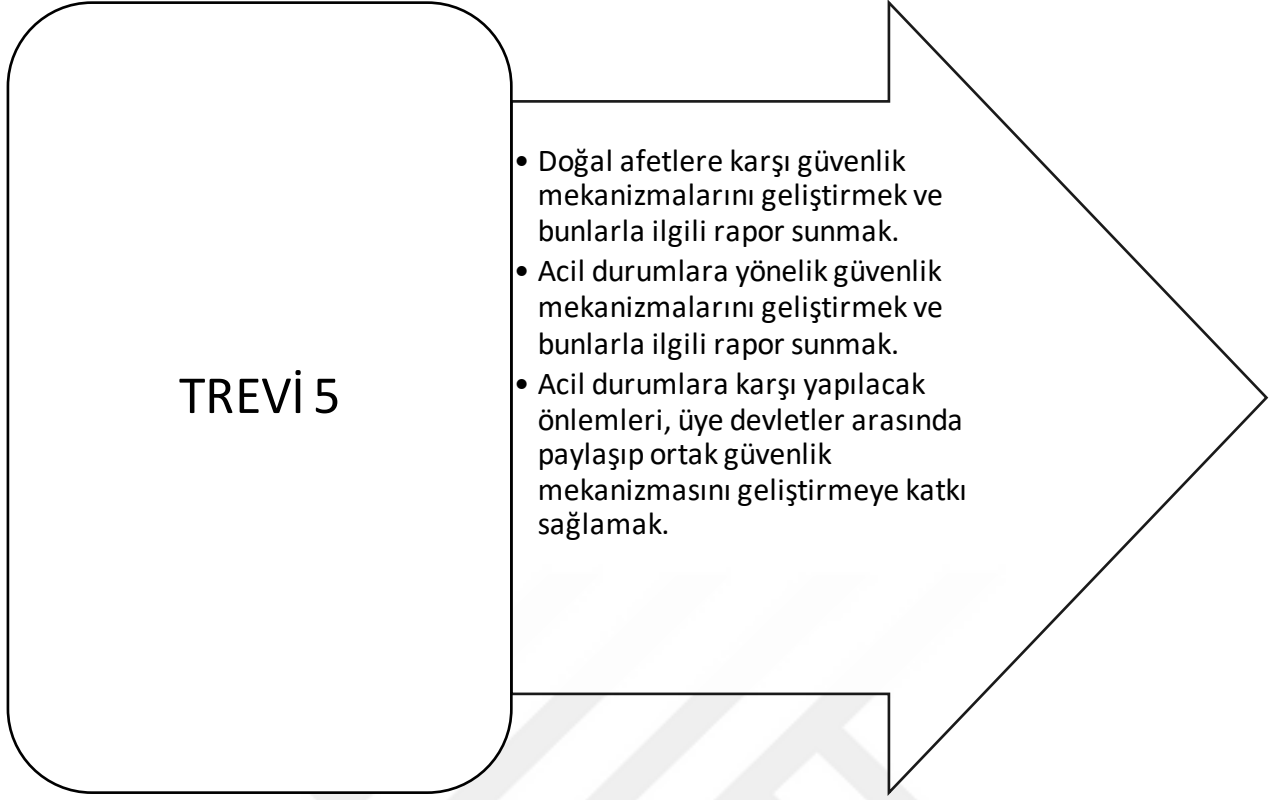 TREVİ 5
• Doğal afetlere karşı güvenlik
mekanizmalarını geliştirmek ve
bunlarla ilgili rapor sunmak.
• Acil durumlara yönelik güvenlik
mekanizmalarını geliştirmek ve
bunlarla ilgili rapor sunmak.
• Acil durumlara karşı yapılacak
önlemleri, üye devletler arasında
paylaşıp ortak güvenlik
mekanizmasını geliştirmeye katkı
sağlamak.